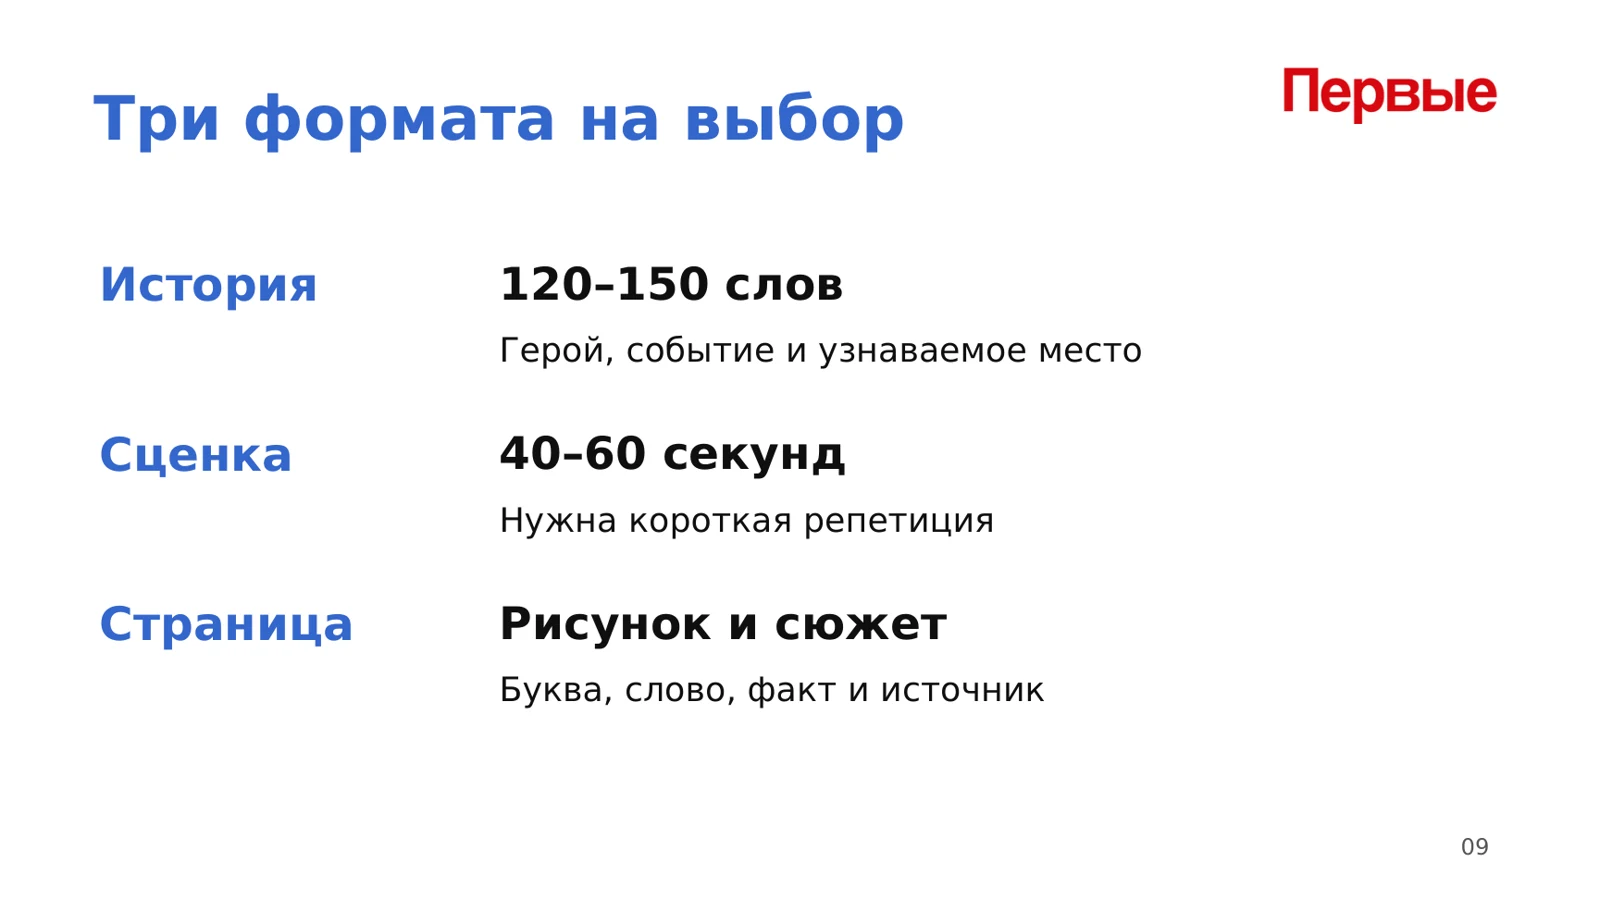 Три формата на выбор
Первые
История
120–150 слов
Герой, событие и узнаваемое место
Сценка
40–60 секунд
Нужна короткая репетиция
Страница
Рисунок и сюжет
Буква, слово, факт и источник
09